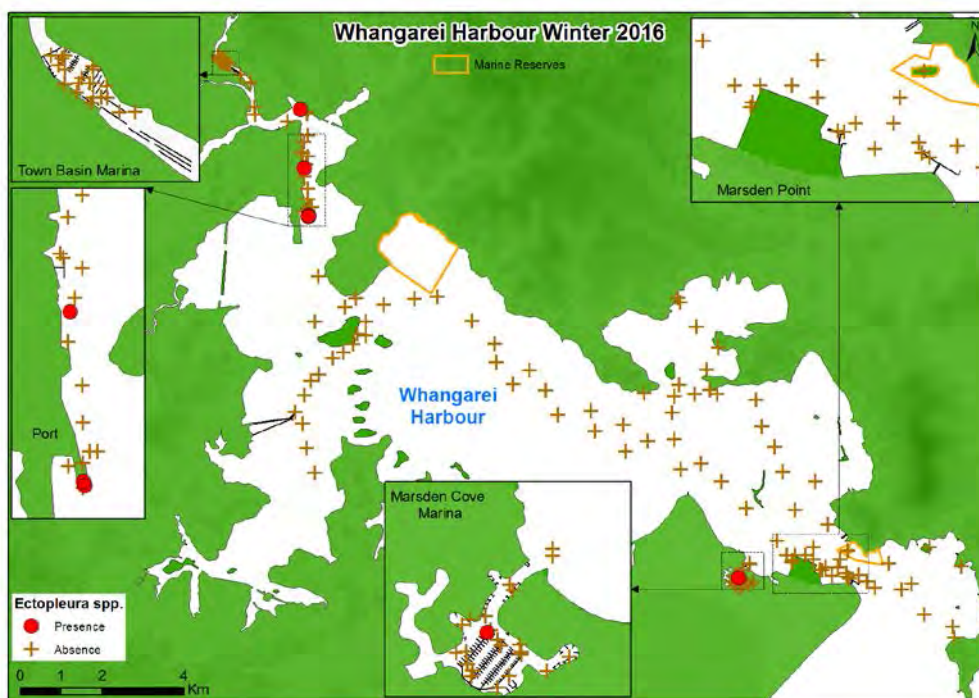 Whangarei Harbour Winter 2016
Marine Reserves
N
Town Basin Marina
Marsden Point
Port
Whangarei
Harbour
Marsden Cove
Marina
Ectopleura spp.
Presence
Absence
0 1 2 4
Km